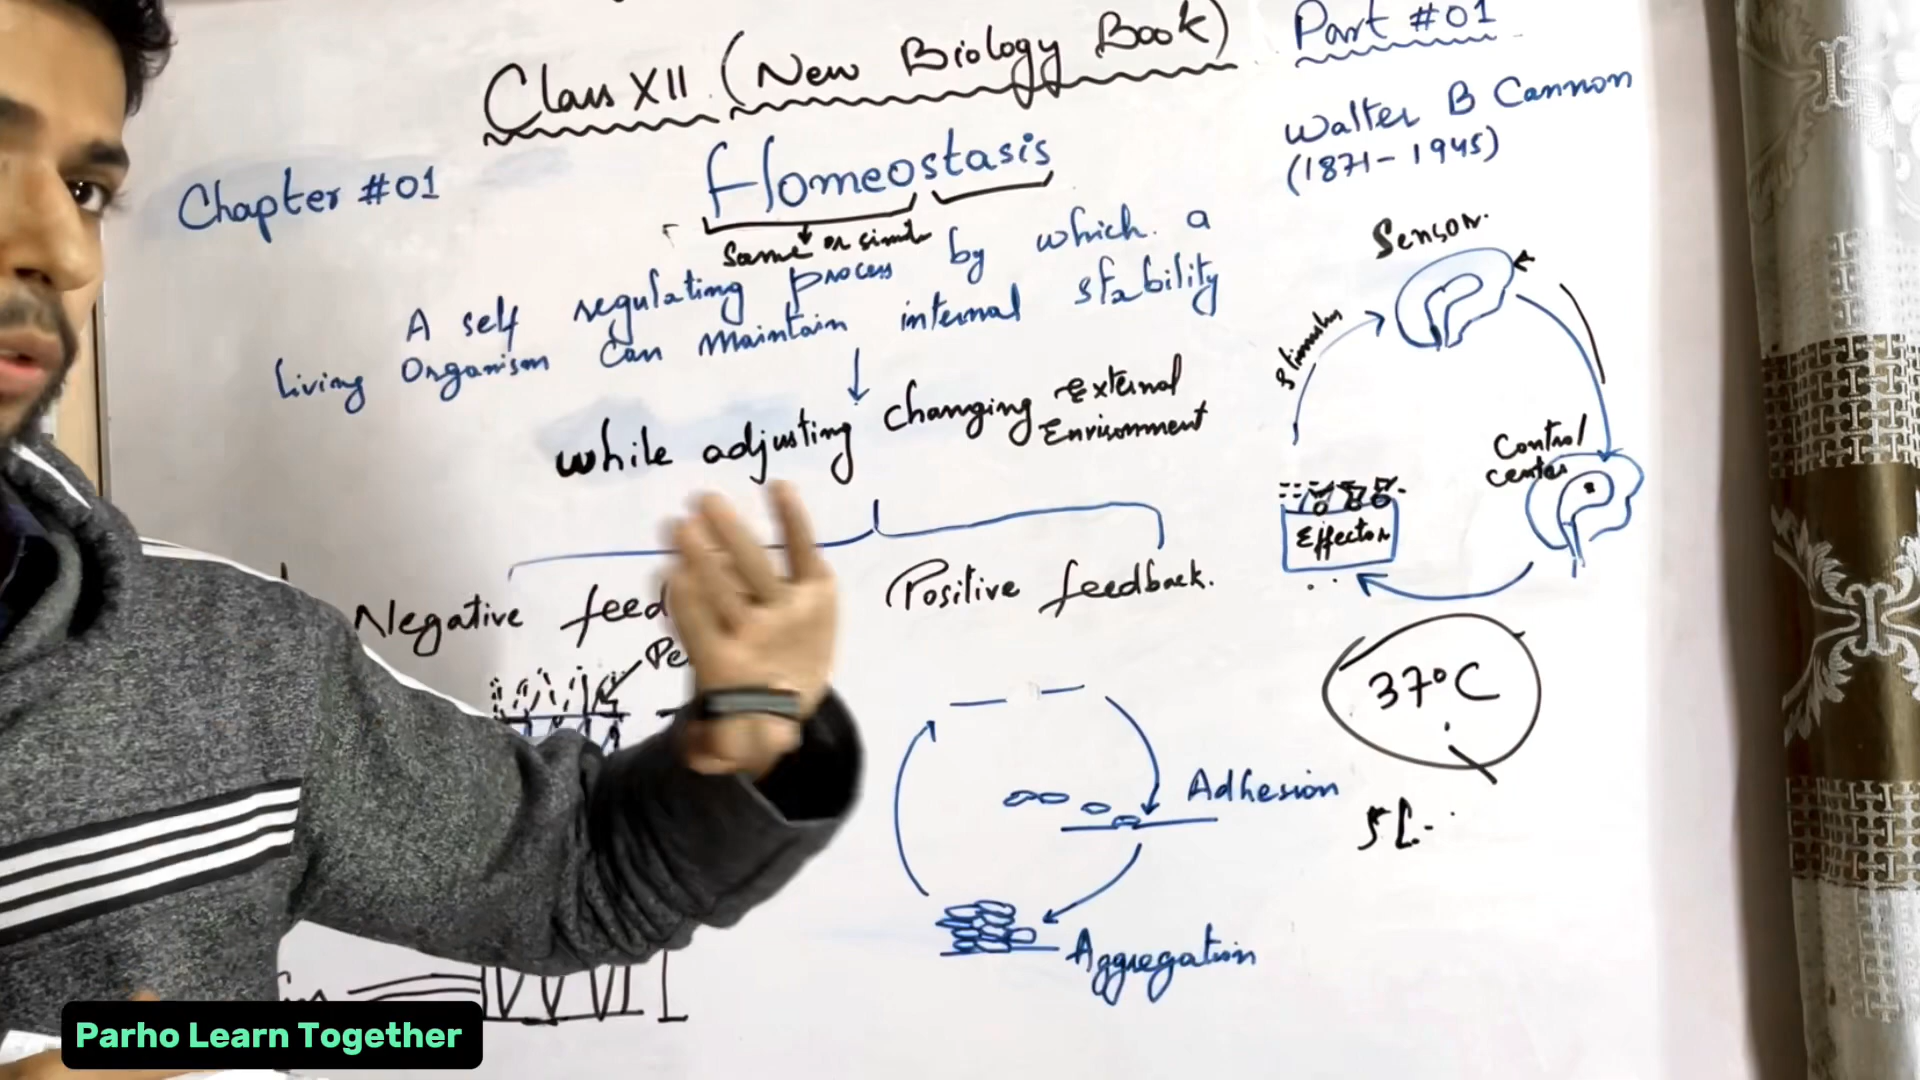 Class XII (New Biology Book)
Part #01
Walter B Cannon
(1871-1945)
Chapter #01
Homeostasis
Same or
A self regulating process by which a
living Organism can maintain internal stability
while adjusting changing External
Environment
Sensor
Stimulus
Control
center
Effector
Negative
Positive feedback.
37°C
5L
Adhesion
Aggregation
Parho Learn Together